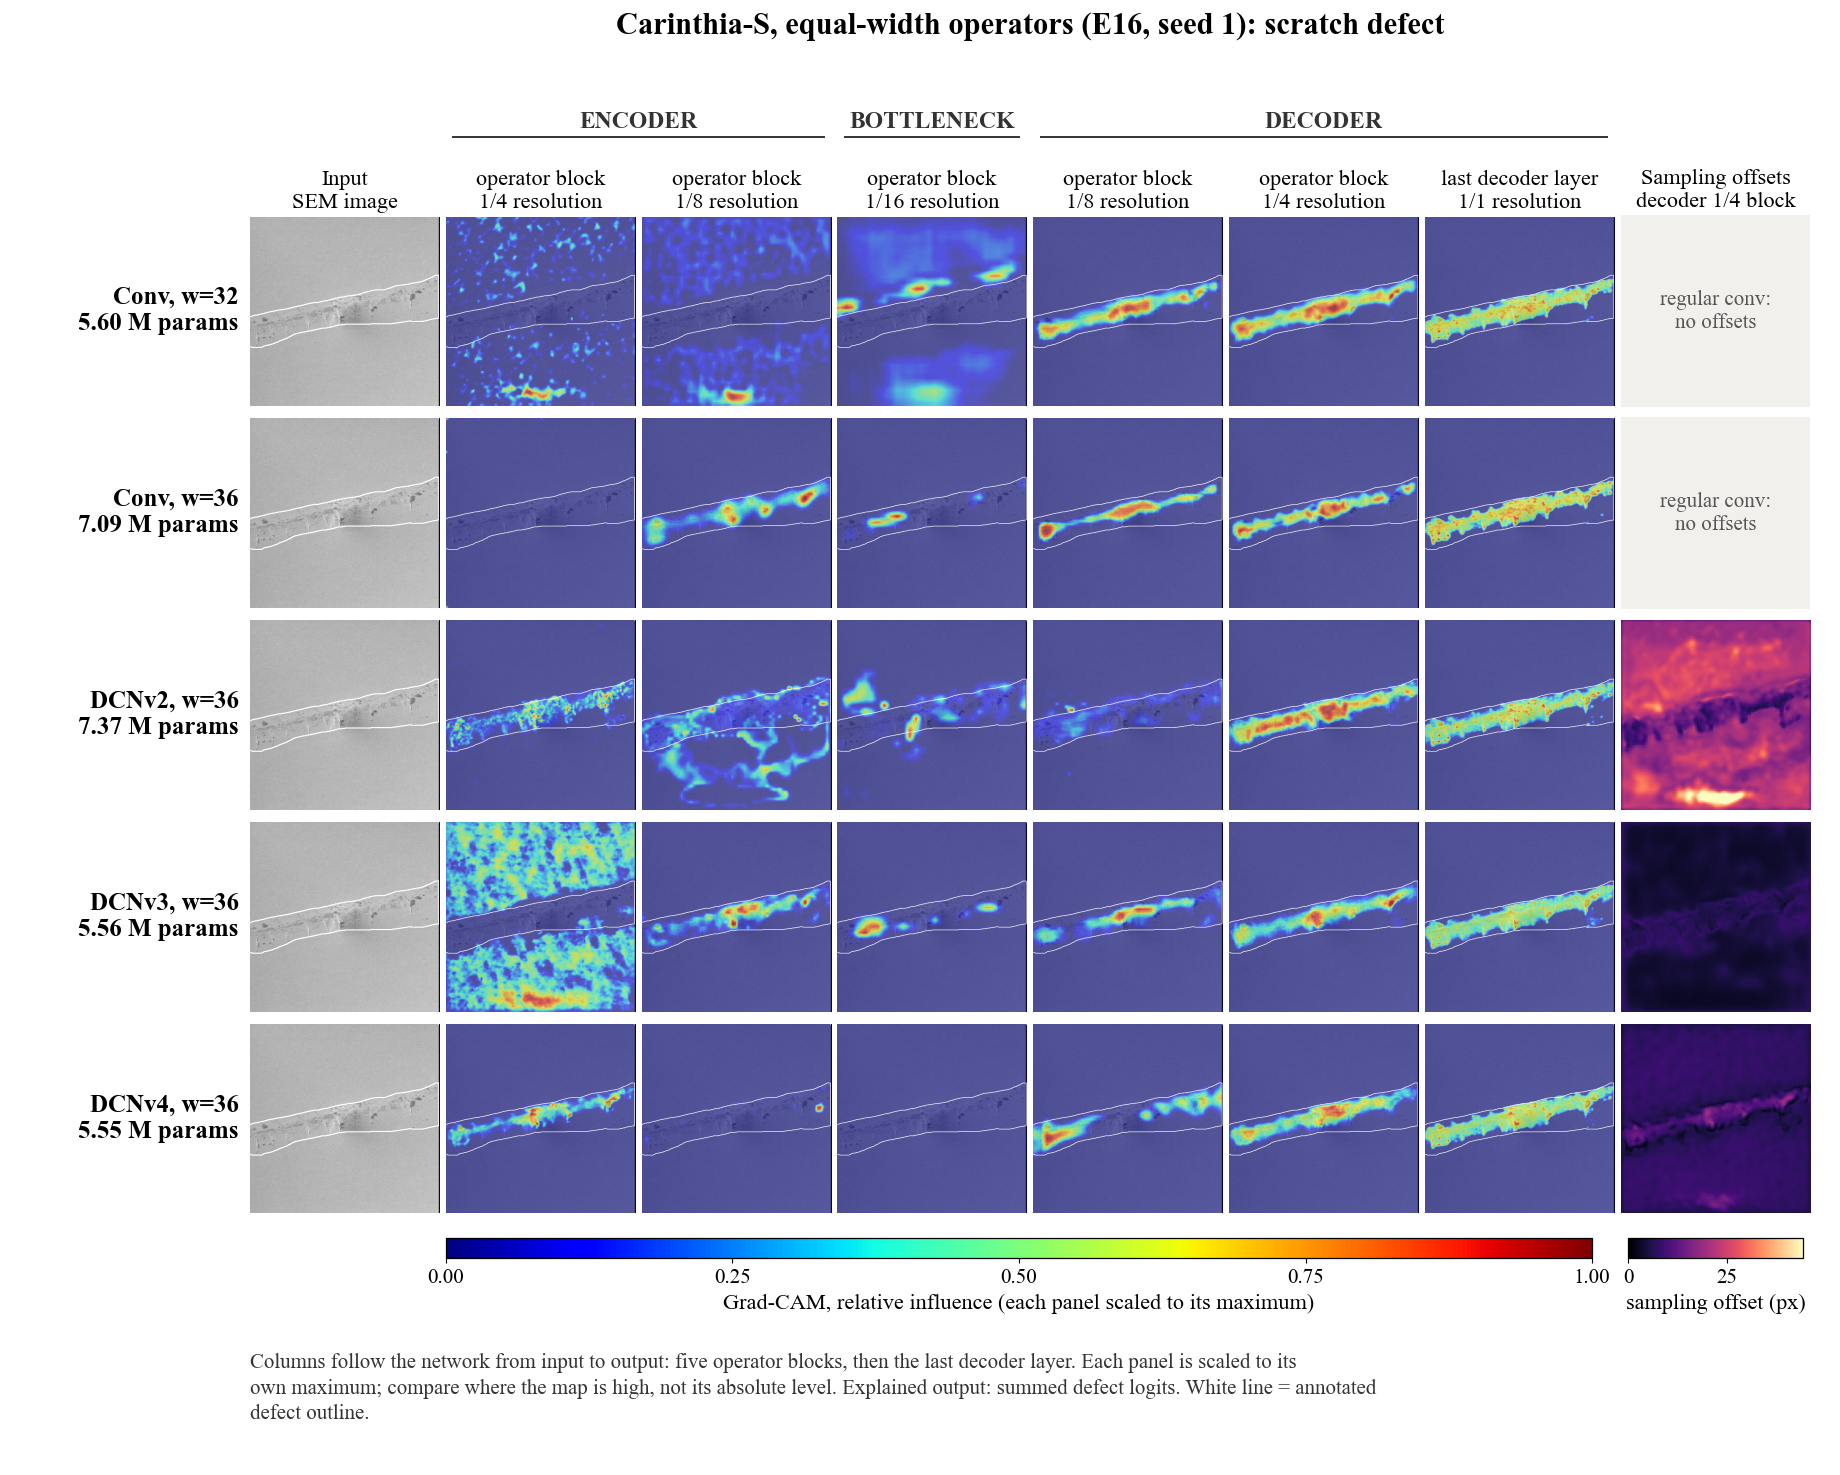 Carinthia-S, equal-width operators (E16, seed 1): scratch defect
ENCODER
BOTTLENECK
DECODER
Input
SEM image
operator block
1/4 resolution
operator block
1/8 resolution
operator block
1/16 resolution
operator block
1/8 resolution
operator block
1/4 resolution
last decoder layer
1/1 resolution
Sampling offsets
decoder 1/4 block
Conv, w=32
5.60 M params
regular conv:
no offsets
Conv, w=36
7.09 M params
regular conv:
no offsets
DCNv2, w=36
7.37 M params
DCNv3, w=36
5.56 M params
DCNv4, w=36
5.55 M params
0.00
0.25
0.50
0.75
1.00
Grad-CAM, relative influence (each panel scaled to its maximum)
0
25
sampling offset (px)
Columns follow the network from input to output: five operator blocks, then the last decoder layer. Each panel is scaled to its
own maximum; compare where the map is high, not its absolute level. Explained output: summed defect logits. White line = annotated
defect outline.